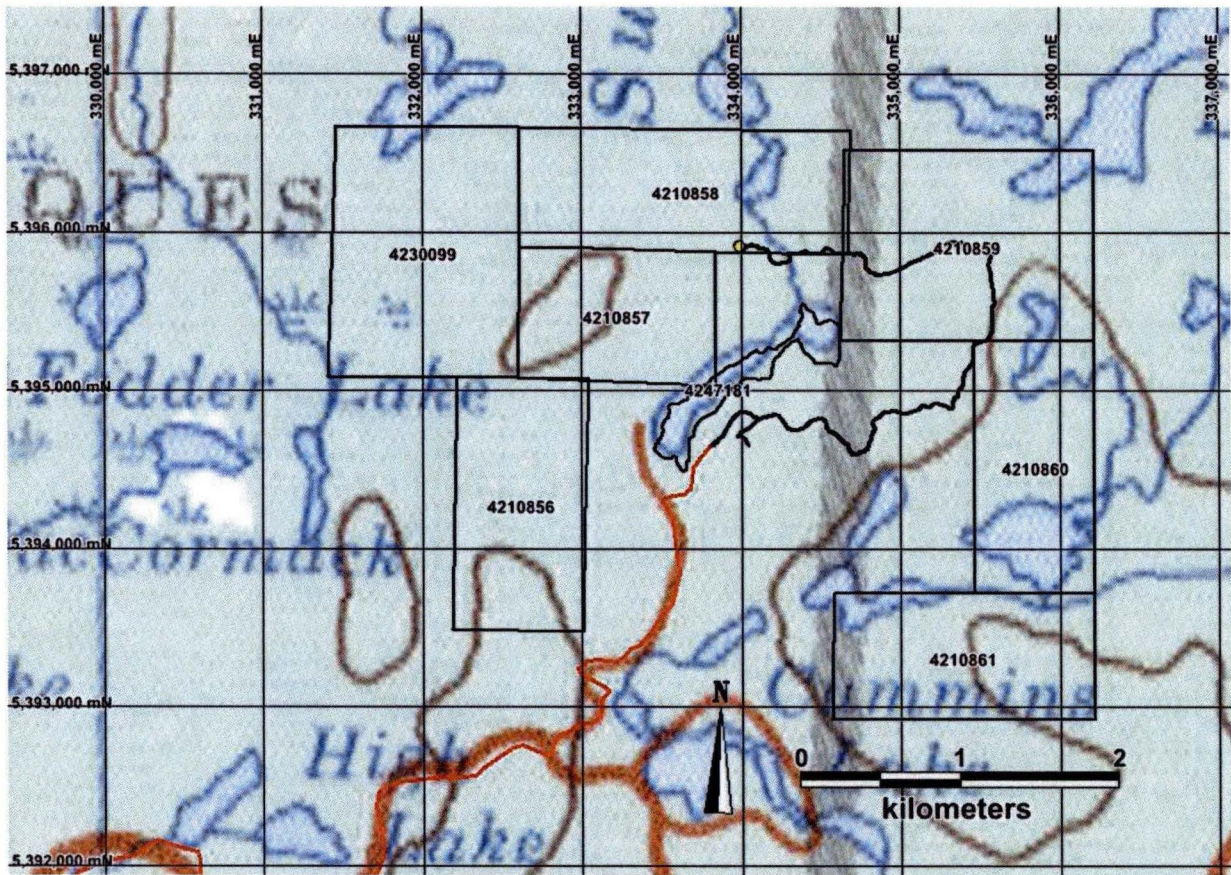 330,000 mE
331,000 mE
332,000 mE
333,000 mE
334,000 mE
335,000 mE
336,000 mE
337,000 mE
5,397,000 mN
QUES
4210858
5,396,000 mN
4230099
4210859
4210857
Fodder Lake
5,395,000 mN
4247181
4210860
4210856
5,394,000 mN
Cormack
4210861
5,393,000 mN
Cummins
Lake
High
Lake
N
0 1 2
kilometers
5,392,000 mN